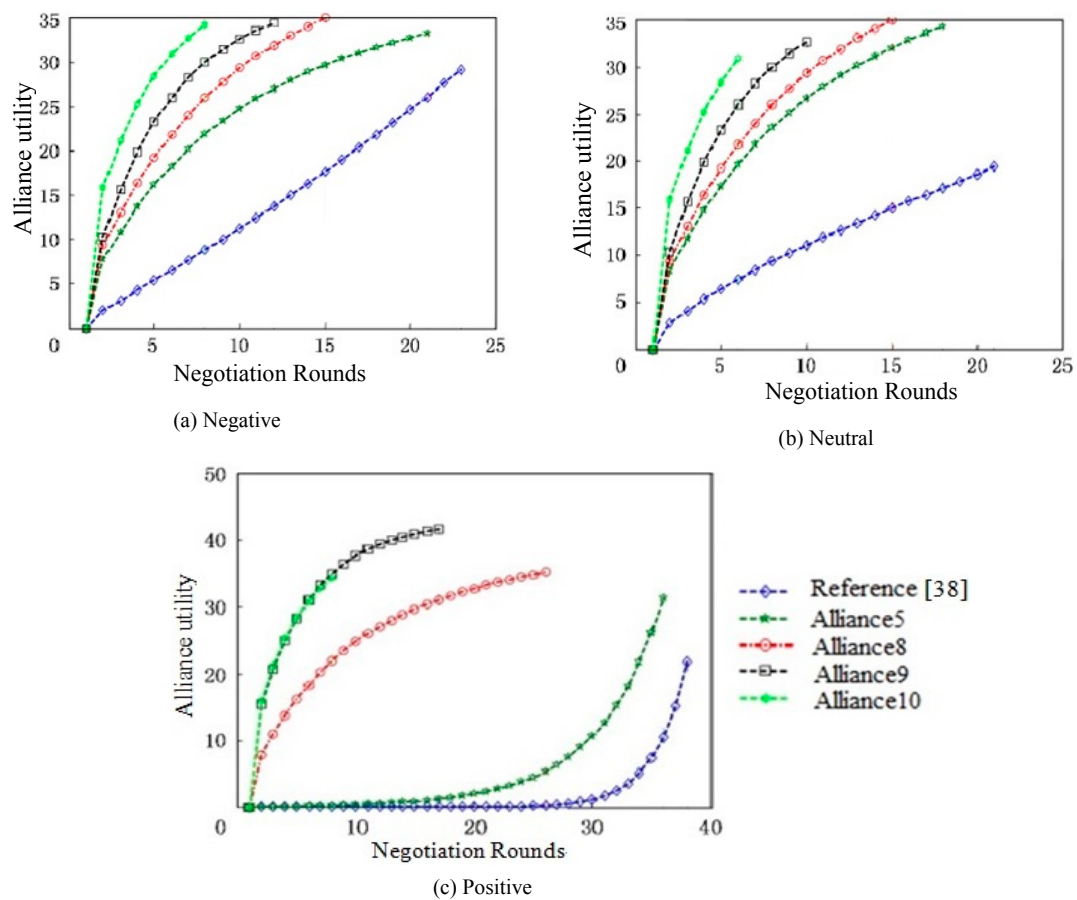 35
30
25
20
15
10
5
0
5
10
15
20
25
Alliance utility
Negotiation Rounds
(a) Negative
35
30
25
20
15
10
5
0
5
10
15
20
25
Alliance utility
Negotiation Rounds
(b) Neutral
50
40
30
20
10
0
10
20
30
40
Alliance utility
Negotiation Rounds
(c) Positive
Reference [38]
Alliance5
Alliance8
Alliance9
Alliance10